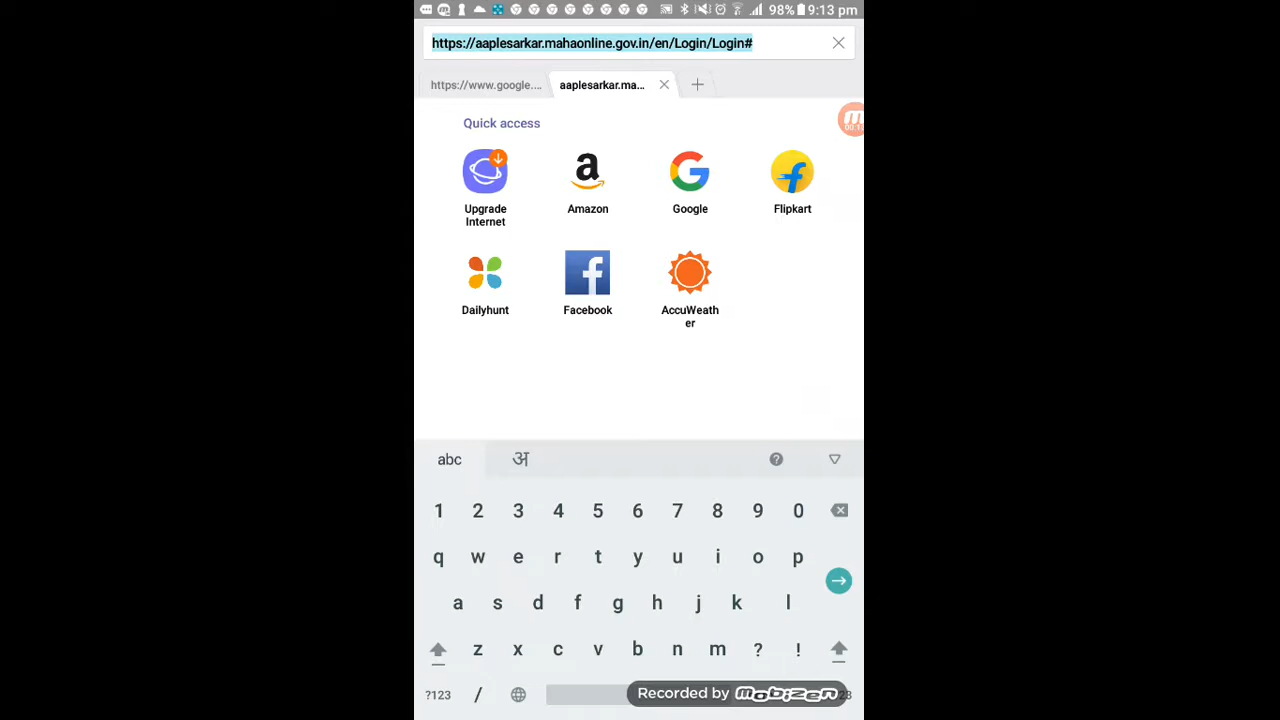 98% 9:13 pm
https://aaplesarkar.mahaonline.gov.in/en/Login/Login#
https://www.google....
aaplesarkar.ma...
Quick access
Upgrade Internet
Amazon
Google
Flipkart
Dailyhunt
Facebook
AccuWeath
er
abc अ ?
1 2 3 4 5 6 7 8 9 0
q w e r t y u i o p
a s d f g h j k l
z x c v b n m ? !
?123 /
Recorded by mobizen